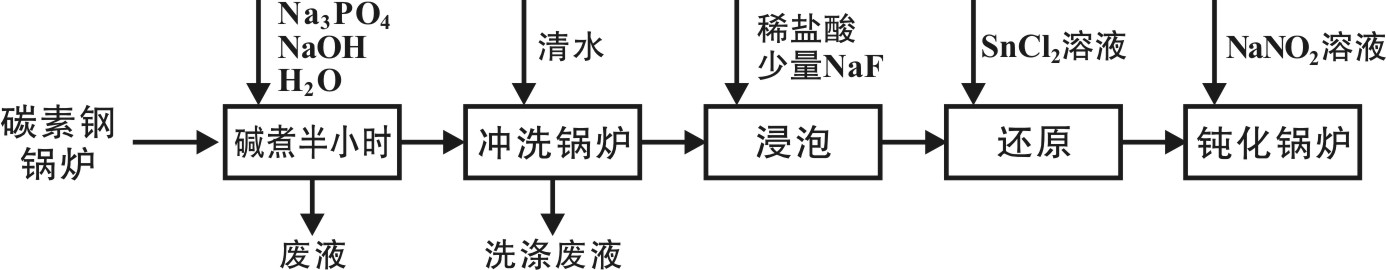 Na₃PO₄
NaOH
H₂O
清水
稀盐酸
少量NaF
SnCl₂溶液
NaNO₂溶液
碳素钢
锅炉
碱煮半小时
冲洗锅炉
浸泡
还原
钝化锅炉
废液
洗涤废液